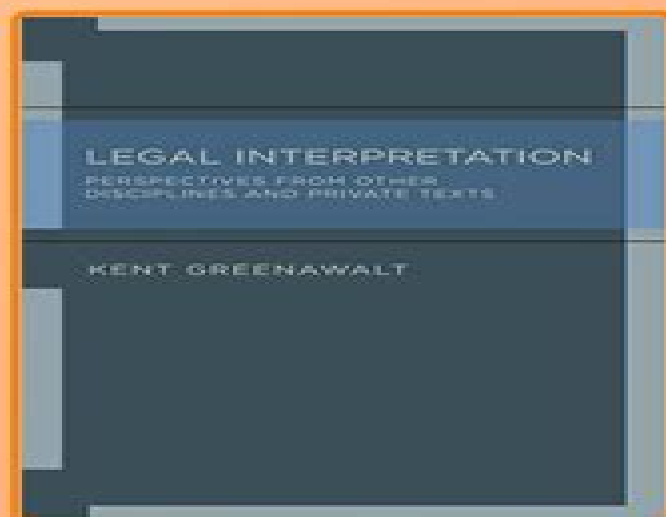 LEGAL INTERPRETATION
PERSPECTIVES FROM OTHER
DISCIPLINES AND PRIVATE TEXTS
KENT GREENAWALT